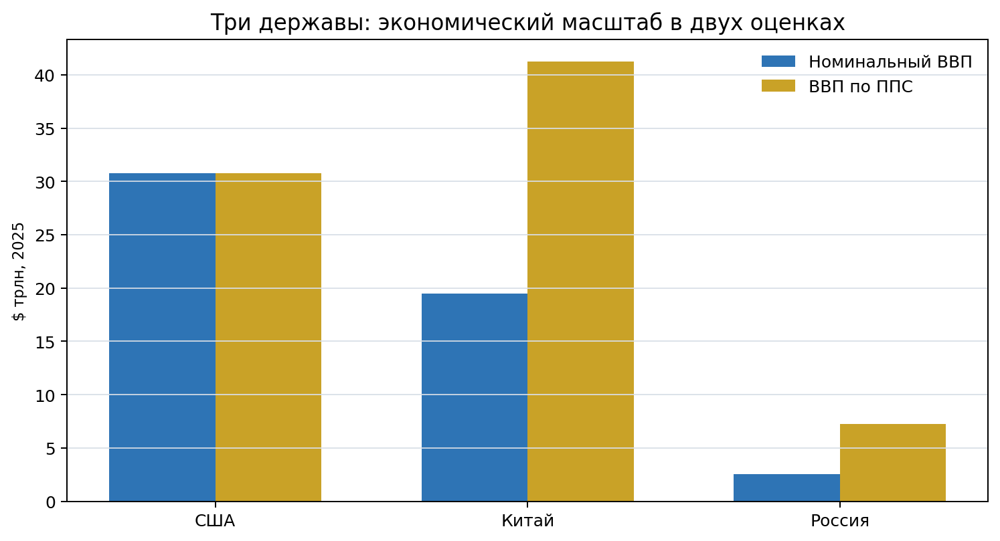 Три державы: экономический масштаб в двух оценках
Номинальный ВВП
ВВП по ППС
$ трлн, 2025
40
35
30
25
20
15
10
5
0
США
Китай
Россия